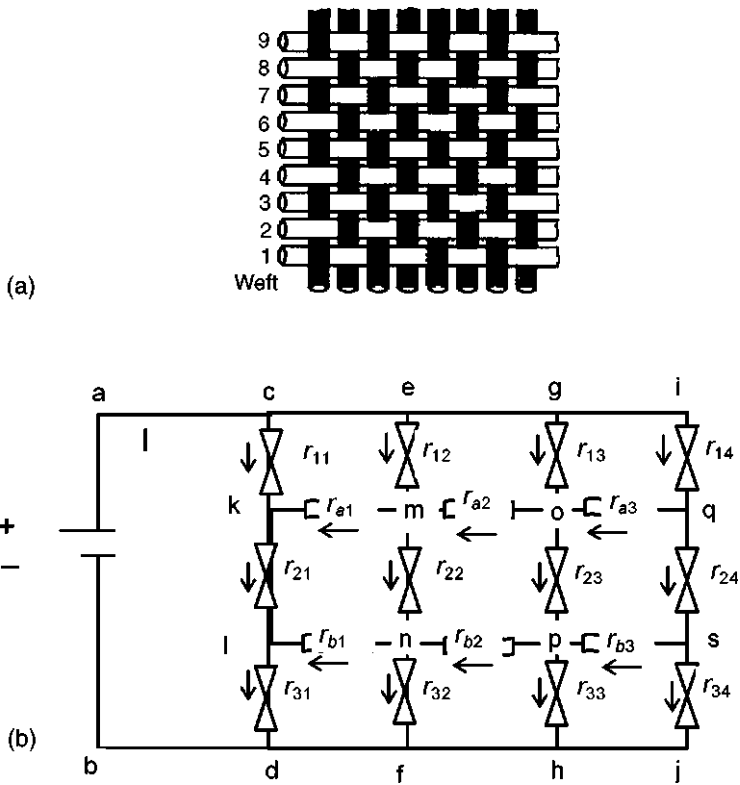 9
8
7
6
5
4
3
2
1
Weft
(a)
a c e g i
I
r11 r12 r13 r14
k ra1 m ra2 o ra3 q
+
–
r21 r22 r23 r24
l rb1 n rb2 p rb3 s
r31 r32 r33 r34
(b)
b d f h j